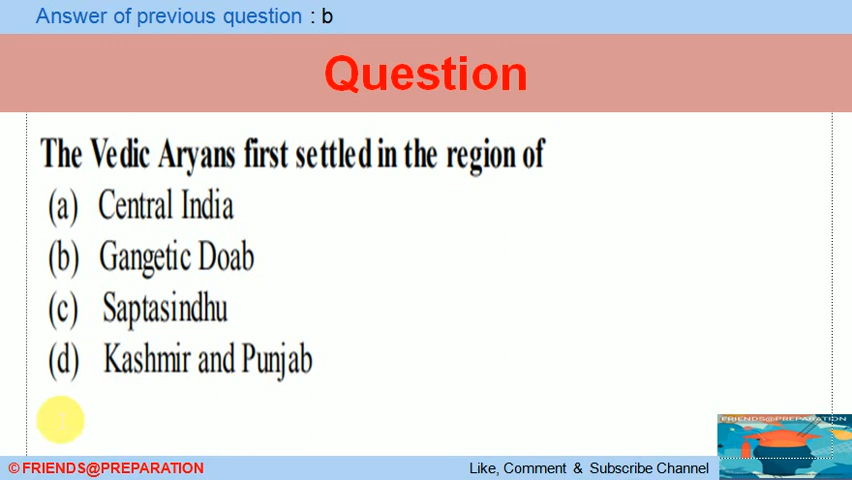 Answer of previous question : b
Question
The Vedic Aryans first settled in the region of
(a) Central India
(b) Gangetic Doab
(c) Saptasindhu
(d) Kashmir and Punjab
FRIENDS@PREPARATION
© FRIENDS@PREPARATION
Like, Comment & Subscribe Channel